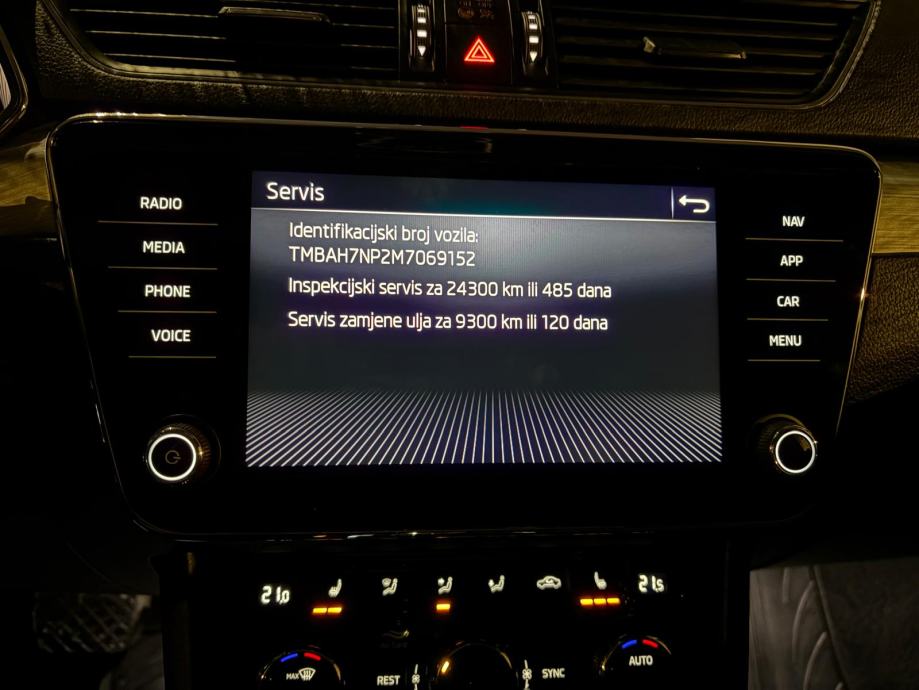 Servis
Identifikacijski broj vozila:
TMBAH7NP2M7069152
Inspekcijski servis za 24300 km ili 485 dana
Servis zamjene ulja za 9300 km ili 120 dana
RADIO
MEDIA
PHONE
VOICE
NAV
APP
CAR
MENU
21,0
21,5
MAX
REST
SYNC
AUTO